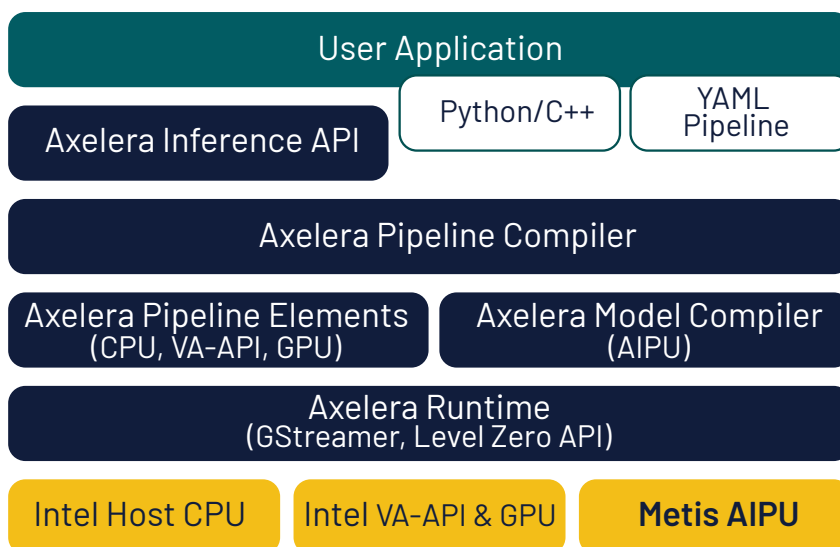 User Application
Python/C++
YAML
Pipeline
Axelera Inference API
Axelera Pipeline Compiler
Axelera Pipeline Elements
(CPU, VA-API, GPU)
Axelera Model Compiler
(AIPU)
Axelera Runtime
(GStreamer, Level Zero API)
Intel Host CPU
Intel VA-API & GPU
Metis AIPU